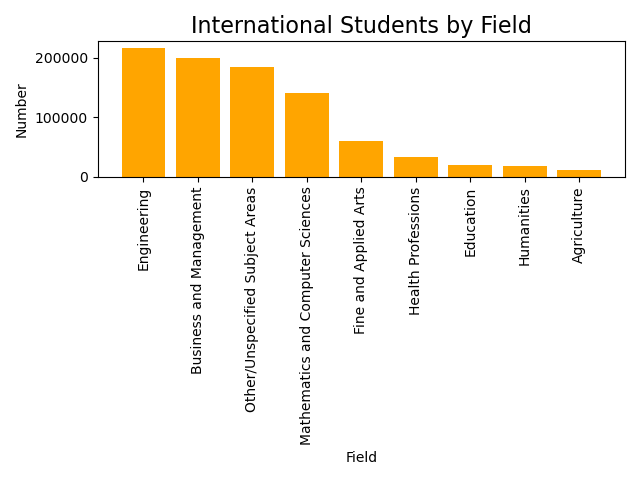 International Students by Field
Number
200000
100000
0
Engineering
Business and Management
Other/Unspecified Subject Areas
Mathematics and Computer Sciences
Fine and Applied Arts
Health Professions
Education
Humanities
Agriculture
Field